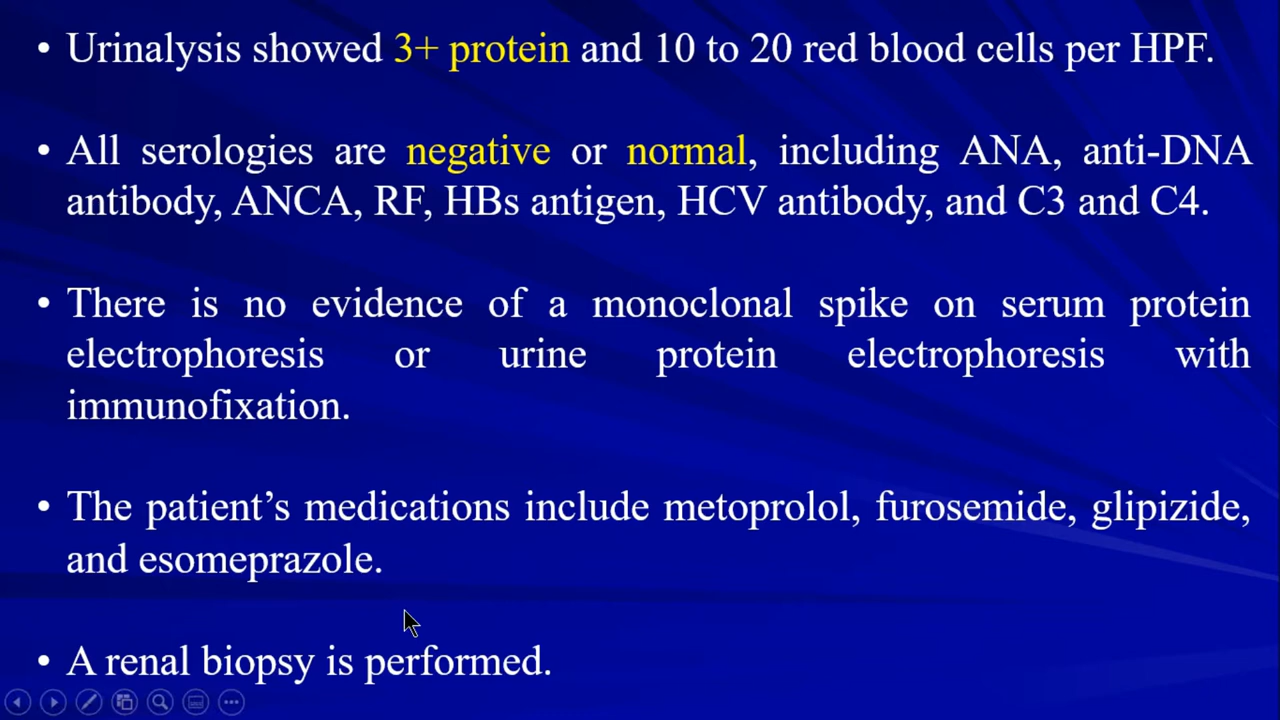 • Urinalysis showed 3+ protein and 10 to 20 red blood cells per HPF.
• All serologies are negative or normal, including ANA, anti-DNA
antibody, ANCA, RF, HBs antigen, HCV antibody, and C3 and C4.
• There is no evidence of a monoclonal spike on serum protein
electrophoresis or urine protein electrophoresis with
immunofixation.
• The patient’s medications include metoprolol, furosemide, glipizide,
and esomeprazole.
• A renal biopsy is performed.